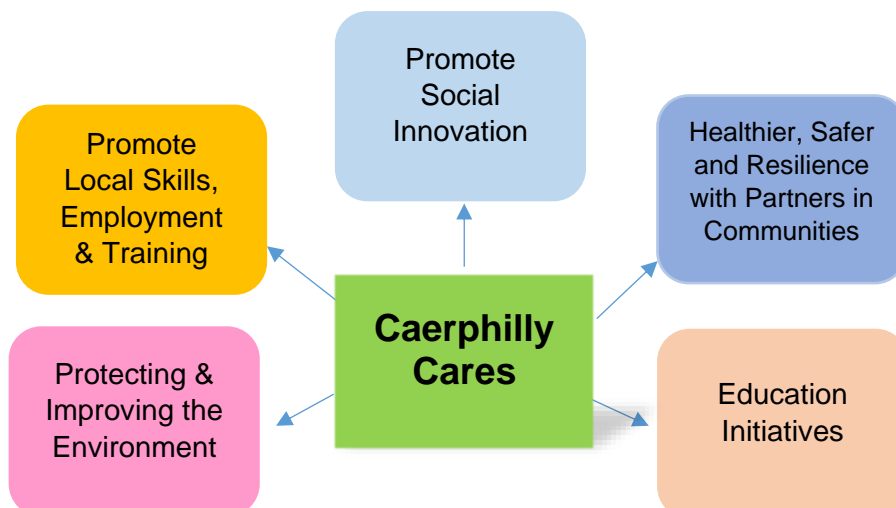 Promote
Social
Innovation
Promote
Local Skills,
Employment
& Training
Healthier, Safer
and Resilience
with Partners in
Communities
Caerphilly
Cares
Protecting &
Improving the
Environment
Education
Initiatives